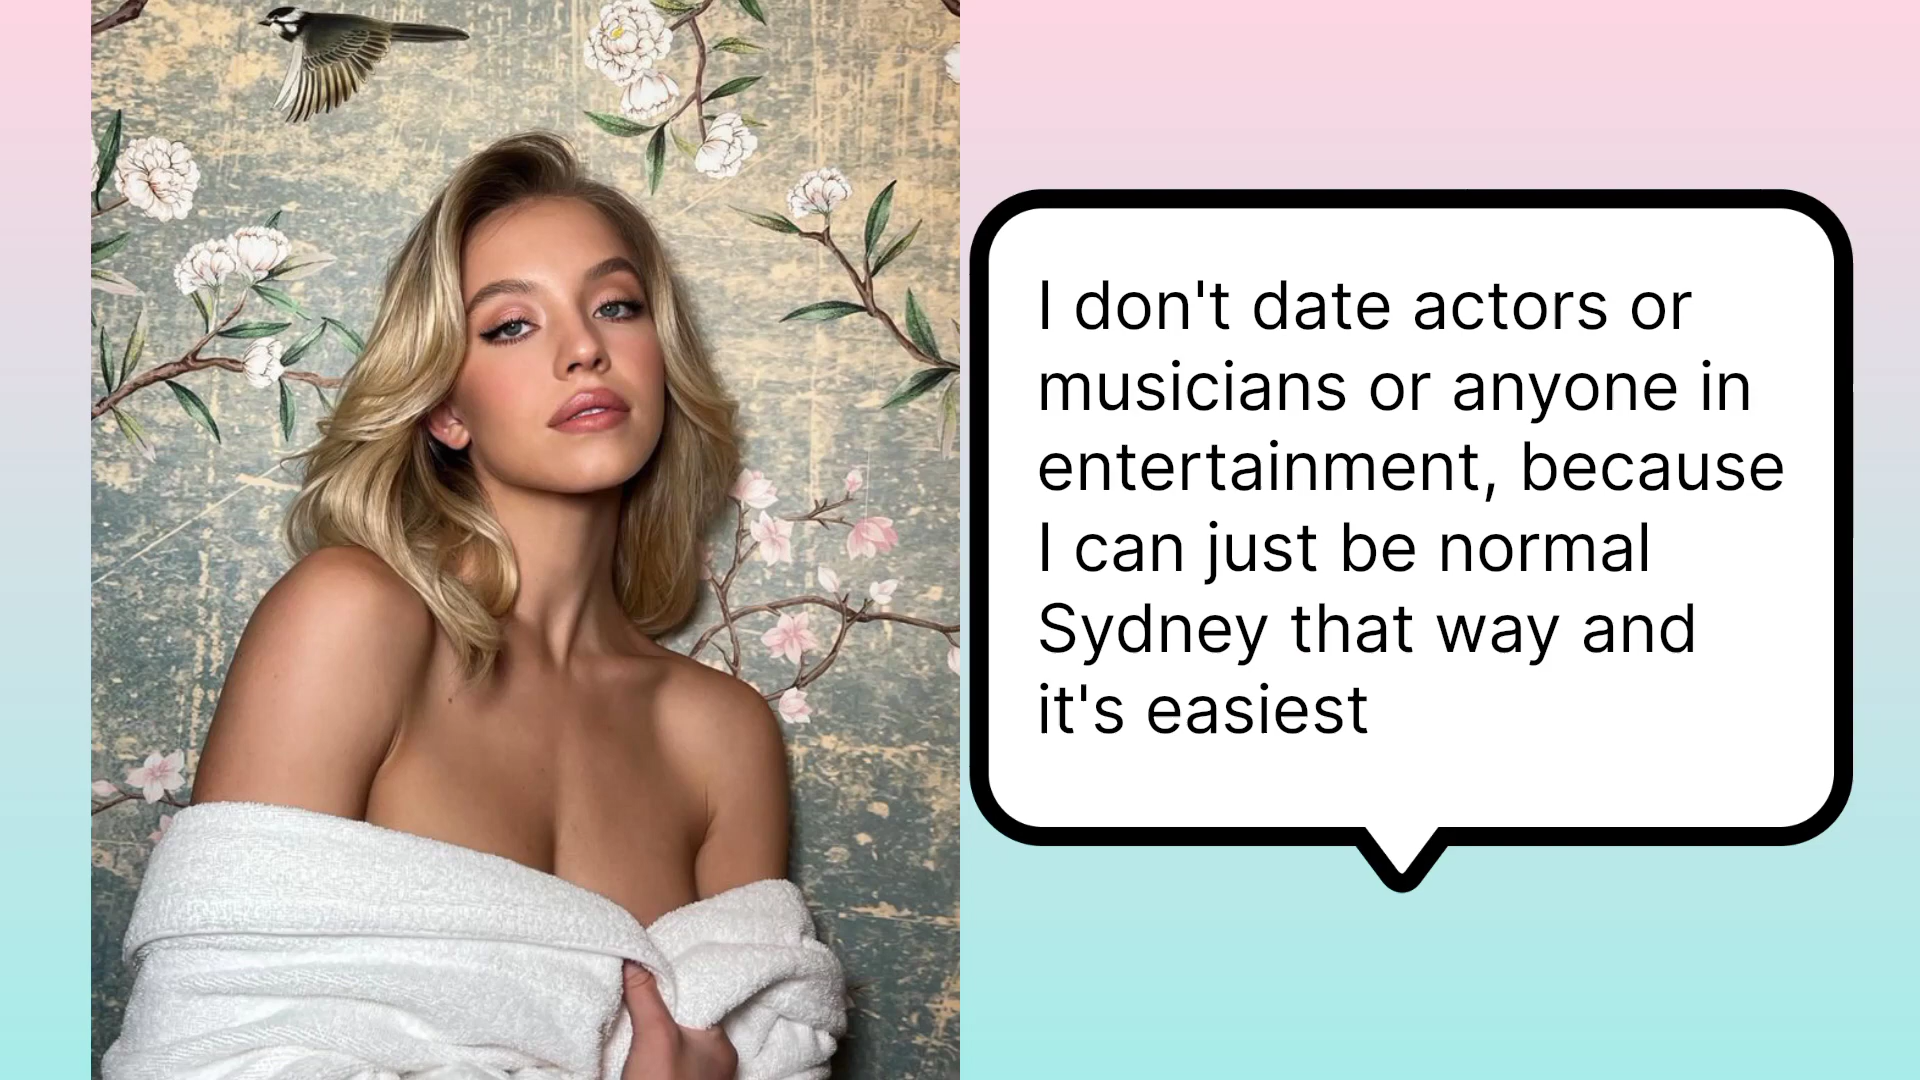 I don't date actors or
musicians or anyone in
entertainment, because
I can just be normal
Sydney that way and
it's easiest